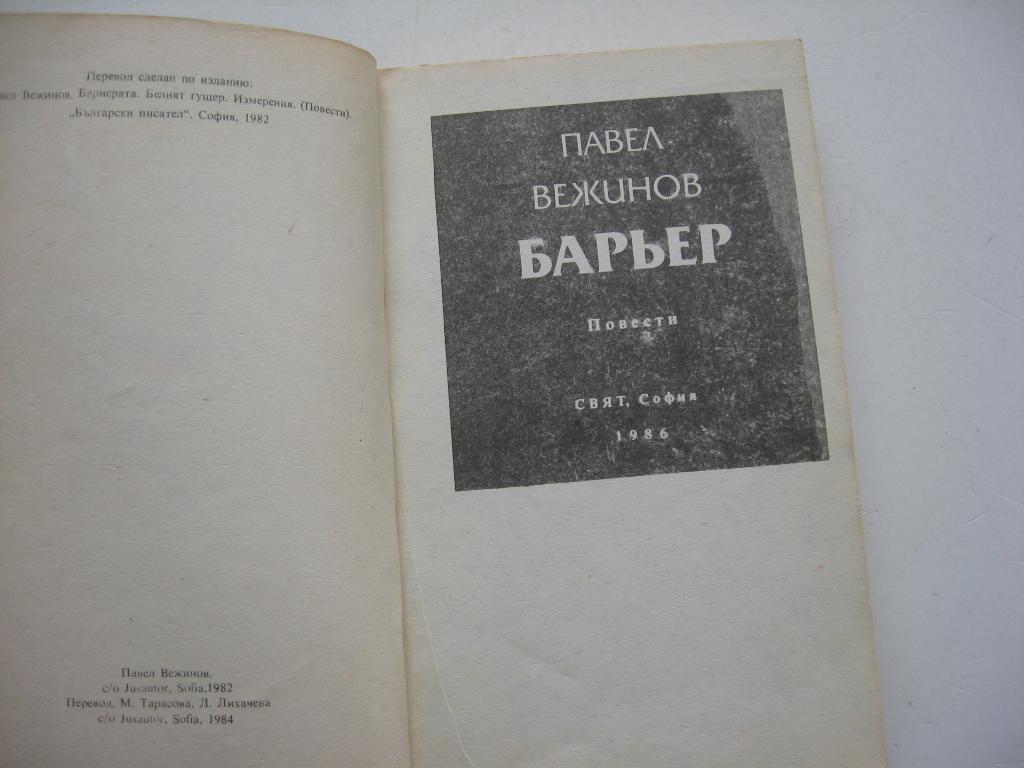 Перевод сделан по изданию:
вел Вежинов. Бариерата. Белият гущер. Измерения. (Повести).
„Български писател“. София, 1982
Павел Вежинов.
c/o Jusautor, Sofia,1982
Перевод. М. Тарасова, Л. Лихачева
c/o Jusautor, Sofia, 1984
ПАВЕЛ
ВЕЖИНОВ
БАРЬЕР
Повести
СВЯТ, София
1986